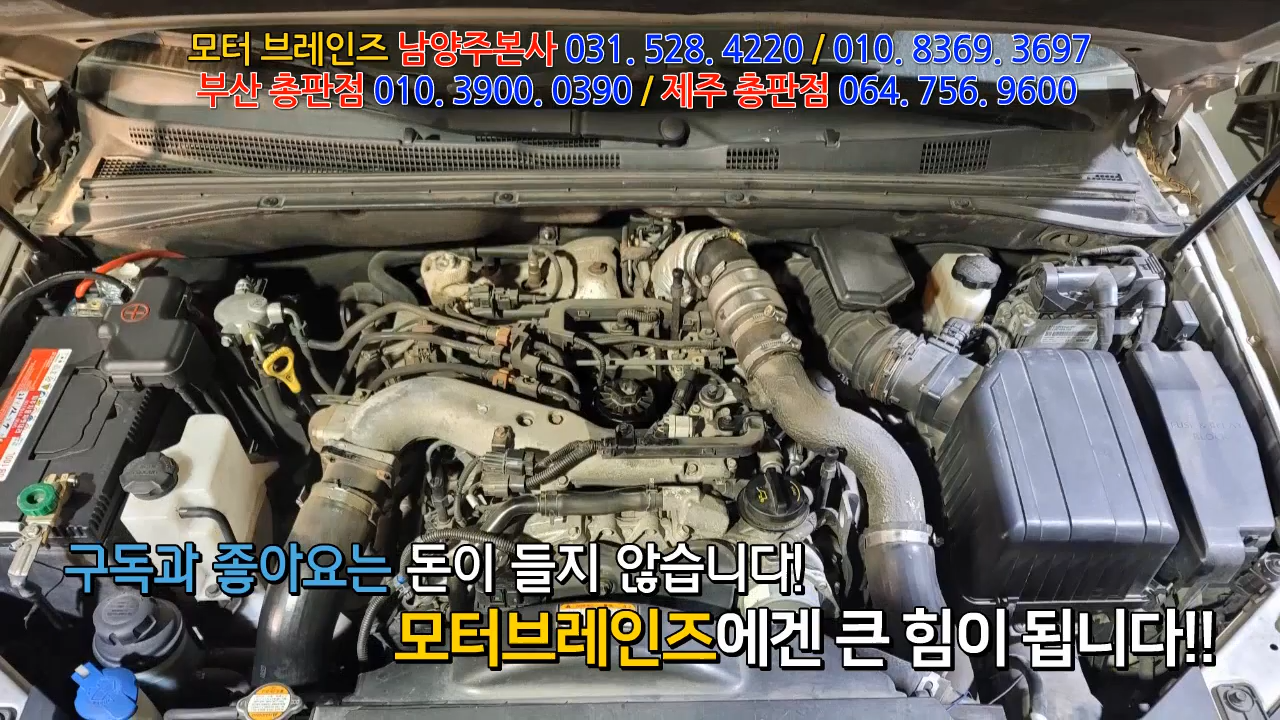 모터 브레인즈 남양주본사 031. 528. 4220 / 010. 8369. 3697
부산 총판점 010. 3900. 0390 / 제주 총판점 064. 756. 9600
구독과 좋아요는 돈이 들지 않습니다!
모터브레인즈에겐 큰 힘이 됩니다!!